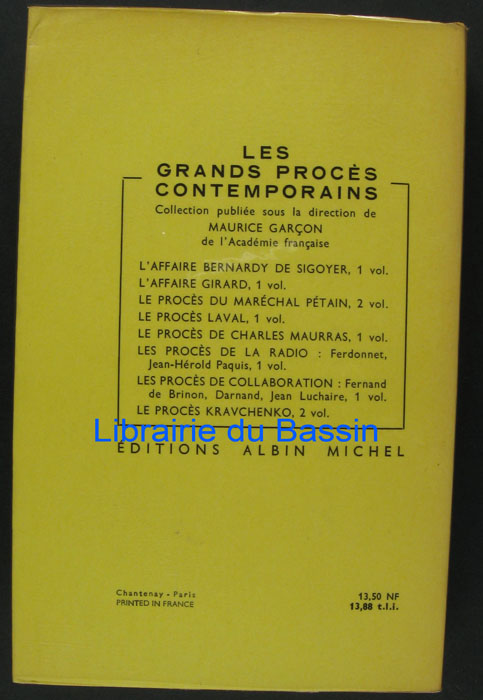 LES
GRANDS PROCÈS
CONTEMPORAINS
Collection publiée sous la direction de
MAURICE GARÇON
de l'Académie française
L'AFFAIRE BERNARDY DE SIGOYER, 1 vol.
L'AFFAIRE GIRARD, 1 vol.
LE PROCÈS DU MARÉCHAL PÉTAIN, 2 vol.
LE PROCÈS LAVAL, 1 vol.
LE PROCÈS DE CHARLES MAURRAS, 1 vol.
LES PROCÈS DE LA RADIO : Ferdonnet,
Jean-Hérold Paquis, 1 vol.
LES PROCÈS DE COLLABORATION : Fernand
de Brinon, Darnand, Jean Luchaire, 1 vol.
LE PROCÈS KRAVCHENKO, 2 vol.
Librairie du Bassin
ÉDITIONS ALBIN MICHEL
Chantenay - Paris
PRINTED IN FRANCE
13,50 NF
13,88 t.l.i.